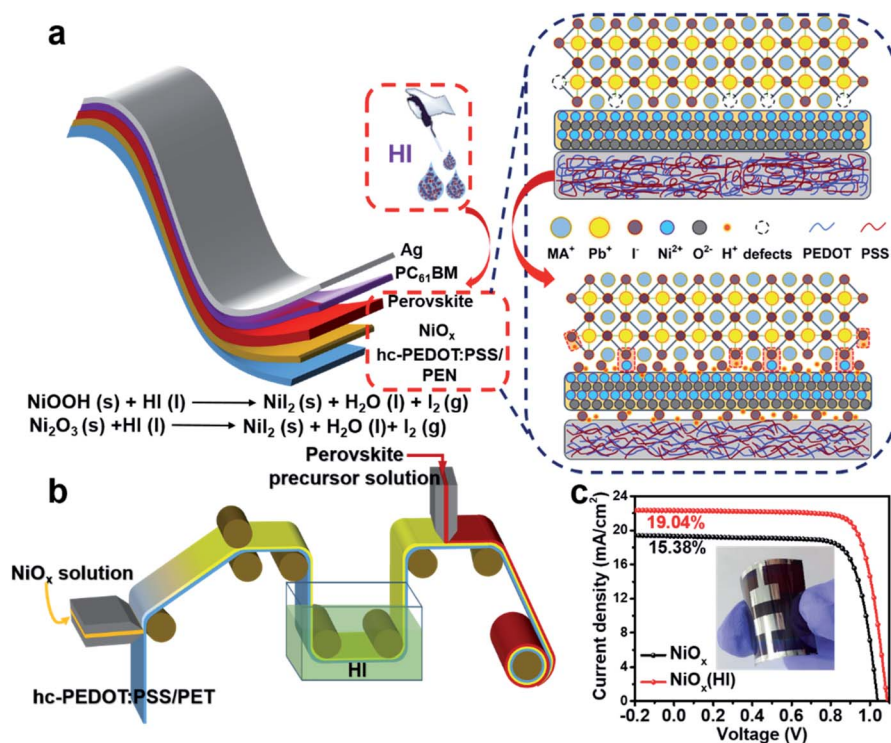 a
HI
Ag
PC₆₁BM
Perovskite
NiOₓ
hc-PEDOT:PSS/
PEN
MA⁺ Pb⁺ I⁻ Ni²⁺ O²⁻ H⁺ defects PEDOT PSS
NiOOH (s) + HI (l) ⟶ NiI₂ (s) + H₂O (l) + I₂ (g)
Ni₂O₃ (s) +HI (l) ⟶ NiI₂ (s) + H₂O (l)+ I₂ (g)
b
Perovskite
precursor solution
NiOₓ solution
HI
hc-PEDOT:PSS/PET
c
Current density (mA/cm²)
24
20
16
12
8
4
0
19.04%
15.38%
NiOₓ
NiOₓ(HI)
-0.2 0.0 0.2 0.4 0.6 0.8 1.0
Voltage (V)